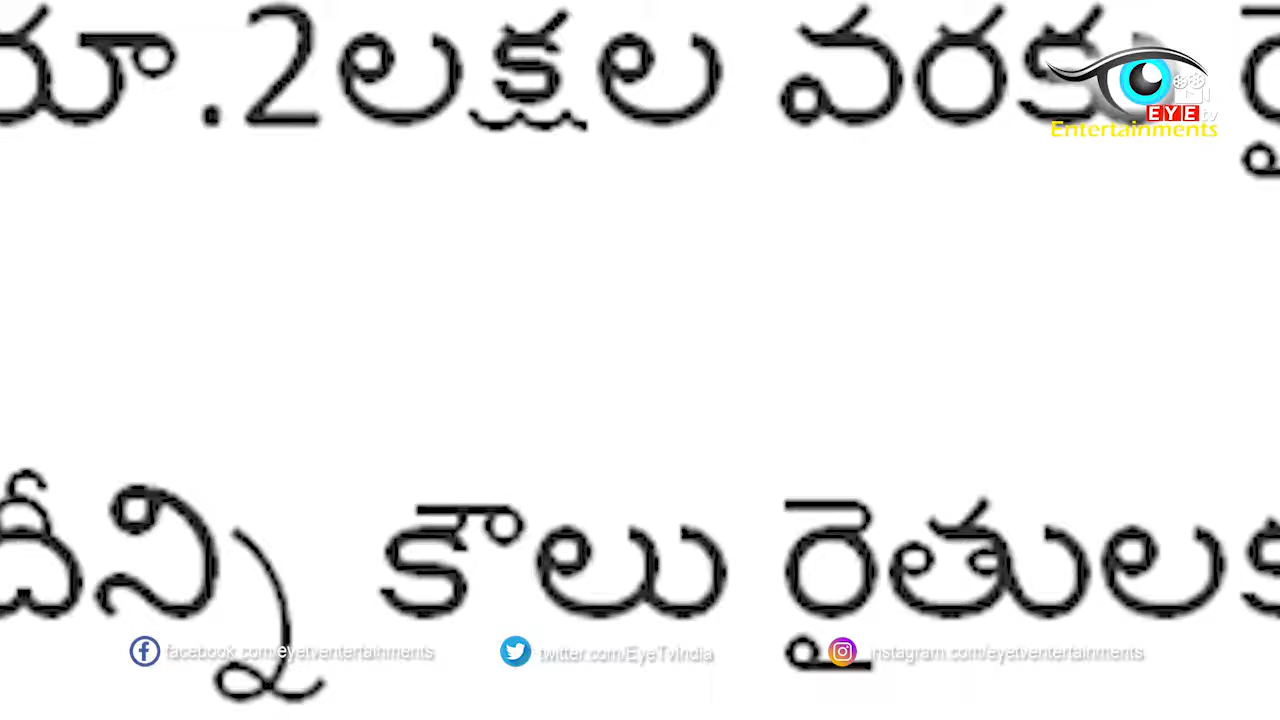 రూ.2లక్షల వరకు రై
EYE tv
Entertainments
దీన్ని కౌలు రైతులక
facebook.com/eyetventertainments
twitter.com/EyeTvIndia
instagram.com/eyetventertainments